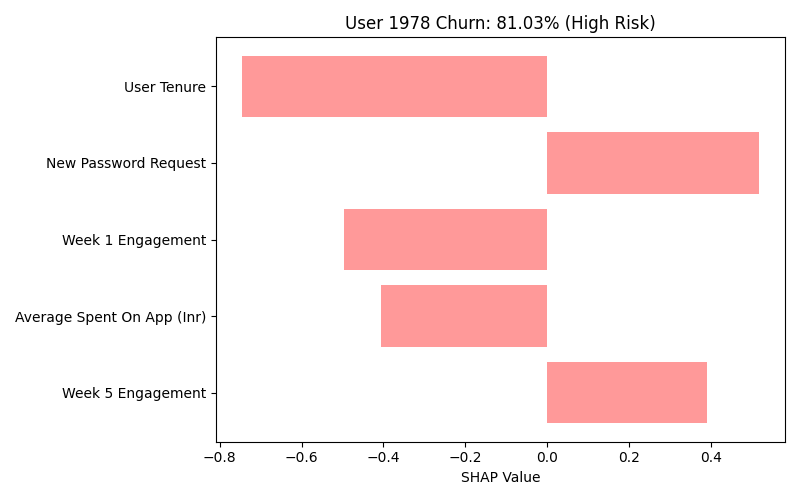 User 1978 Churn: 81.03% (High Risk)
User Tenure
New Password Request
Week 1 Engagement
Average Spent On App (Inr)
Week 5 Engagement
−0.8 −0.6 −0.4 −0.2 0.0 0.2 0.4
SHAP Value